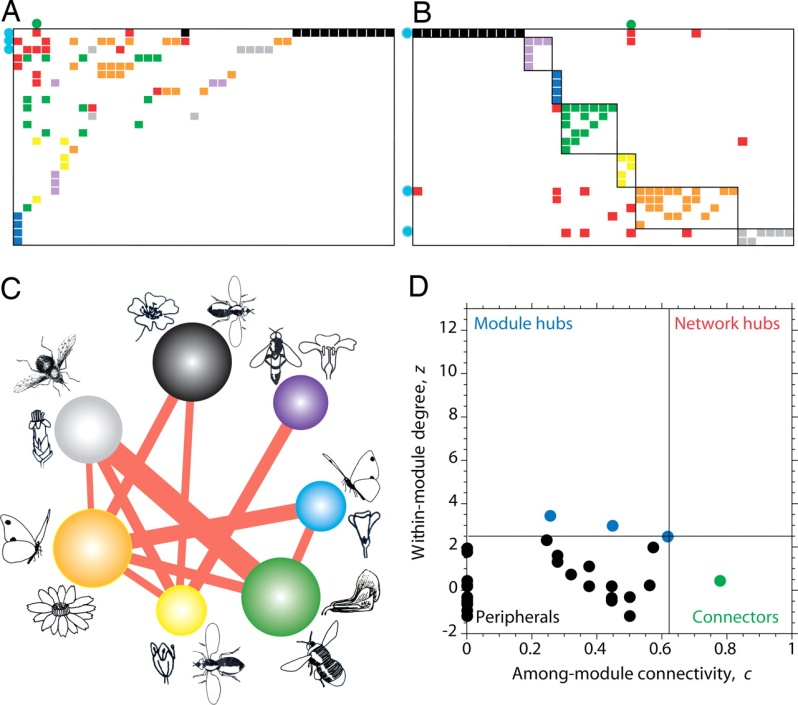 A
B
C
D
Module hubs
Network hubs
Peripherals
Connectors
Within-module degree, z
12
10
8
6
4
2
0
-2
0
0.2
0.4
0.6
0.8
1
Among-module connectivity, c